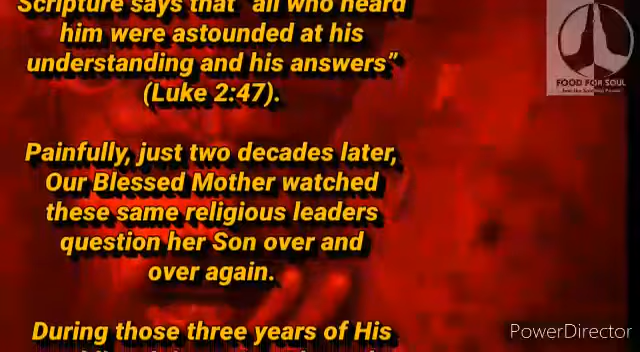 Scripture says that "all who heard
him were astounded at his
understanding and his answers”
(Luke 2:47).
Painfully, just two decades later,
Our Blessed Mother watched
these same religious leaders
question her Son over and
over again.
During those three years of His
FOOD FOR SOUL
PowerDirector